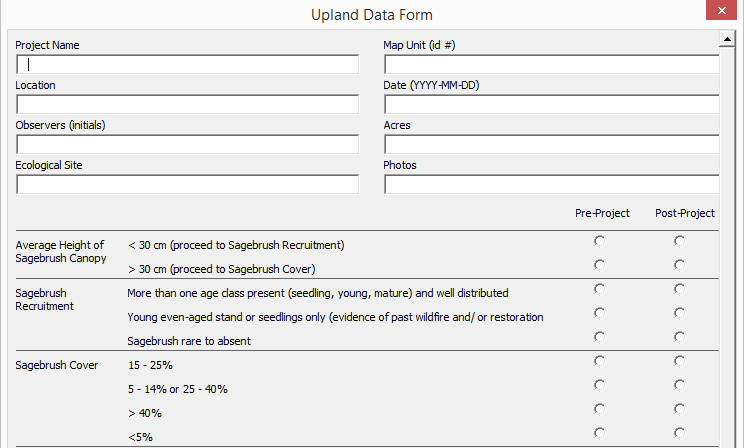 Upland Data Form
Project Name
Map Unit (id #)
Location
Date (YYYY-MM-DD)
Observers (initials)
Acres
Ecological Site
Photos
Pre-Project Post-Project
Average Height of
Sagebrush Canopy
< 30 cm (proceed to Sagebrush Recruitment)
> 30 cm (proceed to Sagebrush Cover)
Sagebrush
Recruitment
More than one age class present (seedling, young, mature) and well distributed
Young even-aged stand or seedlings only (evidence of past wildfire and/ or restoration
Sagebrush rare to absent
Sagebrush Cover
15 - 25%
5 - 14% or 25 - 40%
> 40%
<5%